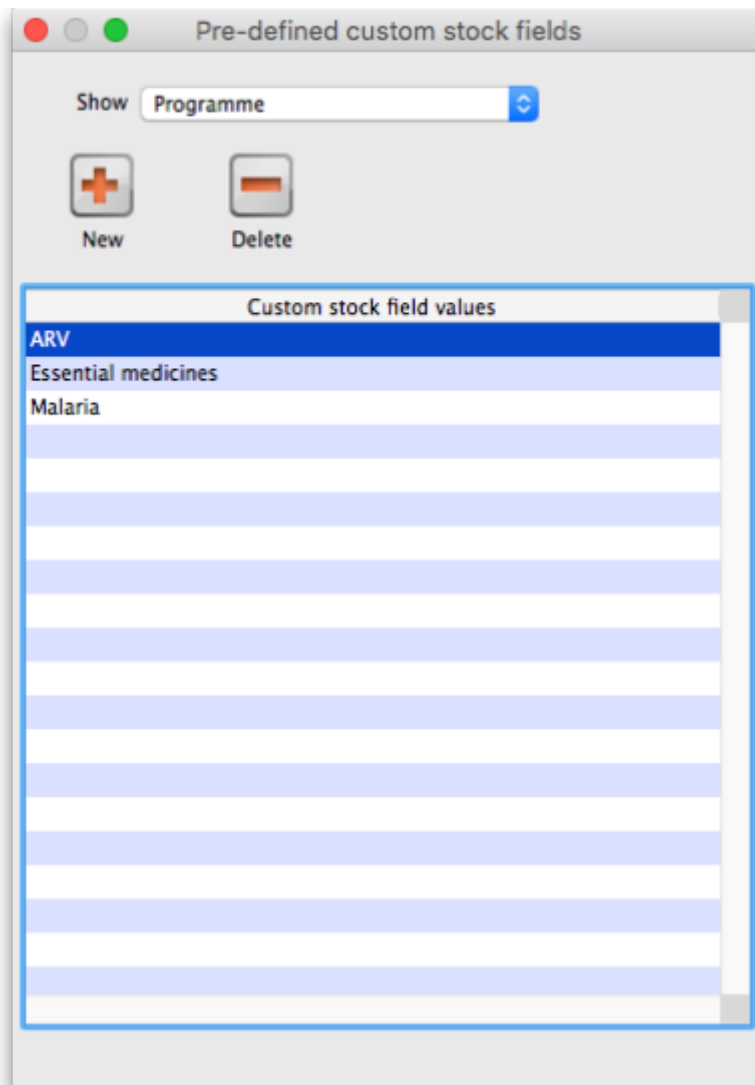 Pre-defined custom stock fields
Show Programme
New Delete
Custom stock field values
ARV
Essential medicines
Malaria